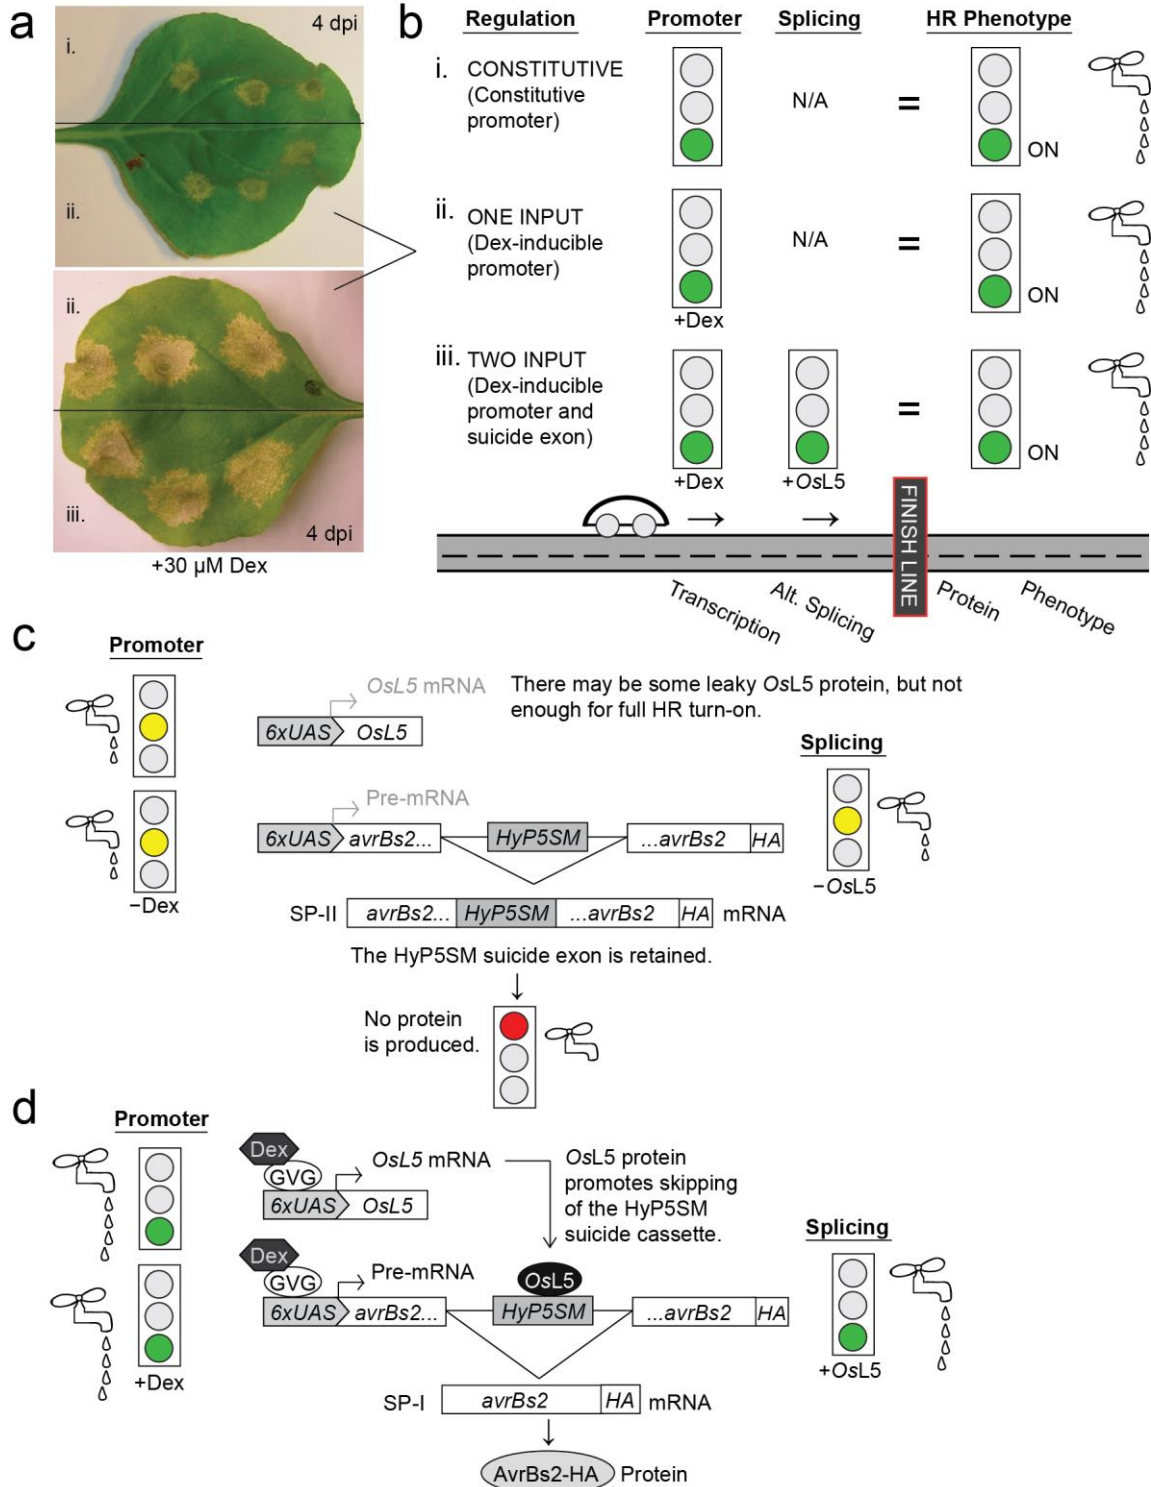 a
4 dpi
i.
ii.
ii.
iii.
4 dpi
+30 µM Dex
b
Regulation
Promoter
Splicing
HR Phenotype
i. CONSTITUTIVE
(Constitutive
promoter)
N/A
=
ON
ii. ONE INPUT
(Dex-inducible
promoter)
+Dex
N/A
=
ON
iii. TWO INPUT
(Dex-inducible
promoter and
suicide exon)
+Dex
+OsL5
=
ON
FINISH LINE
Transcription
Alt. Splicing
Protein
Phenotype
c
Promoter
–Dex
OsL5 mRNA
6xUAS OsL5
There may be some leaky OsL5 protein, but not
enough for full HR turn-on.
Splicing
–OsL5
Pre-mRNA
6xUAS avrBs2... HyP5SM ...avrBs2 HA
SP-II avrBs2... HyP5SM ...avrBs2 HA mRNA
The HyP5SM suicide exon is retained.
No protein
is produced.
d
Promoter
+Dex
Dex
GVG
OsL5 mRNA
6xUAS OsL5
OsL5 protein
promotes skipping
of the HyP5SM
suicide cassette.
Splicing
+OsL5
Dex
GVG
Pre-mRNA
OsL5
6xUAS avrBs2... HyP5SM ...avrBs2 HA
SP-I avrBs2 HA mRNA
AvrBs2-HA Protein